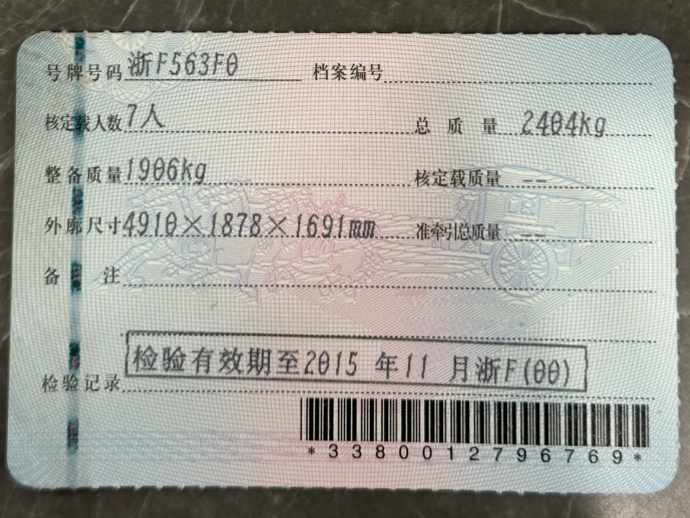 号牌号码 浙F563F0 档案编号
核定载人数 7人 总质量 2404kg
整备质量 1906kg 核定载质量 --
外廓尺寸 4910×1878×1691mm 准牵引总质量 --
备注
检验有效期至2015 年11 月浙F(00)
检验记录
*3380012796769*